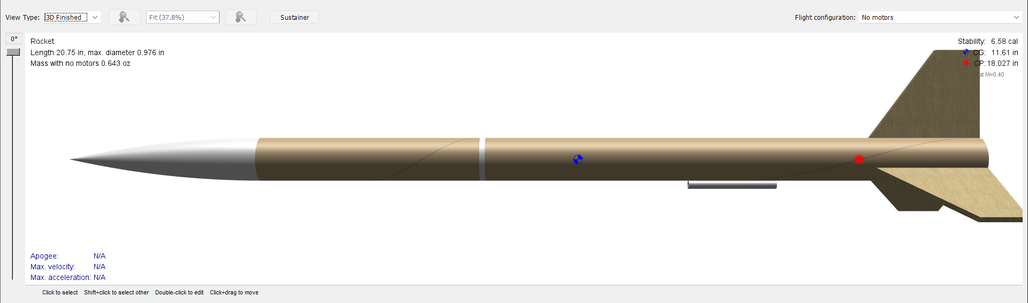 View Type: 3D Finished Fit (37.8%) Sustainer Flight configuration: No motors
0°
Rocket
Length 20.75 in, max. diameter 0.976 in
Mass with no motors 0.643 oz
Stability: 6.58 cal
CG: 11.61 in
CP: 18.027 in
at M=0.40
Apogee: N/A
Max. velocity: N/A
Max. acceleration: N/A
Click to select Shift+click to select other Double-click to edit Click+drag to move